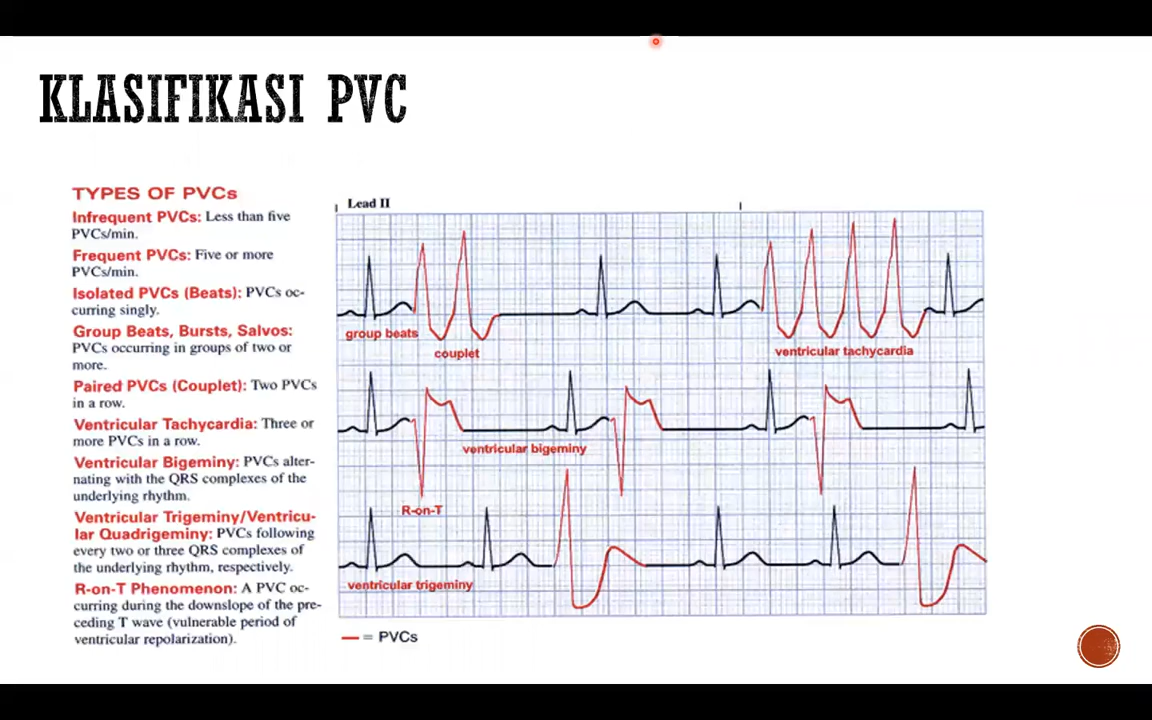 KLASIFIKASI PVC
TYPES OF PVCs
Infrequent PVCs: Less than five
PVCs/min.
Frequent PVCs: Five or more
PVCs/min.
Isolated PVCs (Beats): PVCs oc-
curring singly.
Group Beats, Bursts, Salvos:
PVCs occurring in groups of two or
more.
Paired PVCs (Couplet): Two PVCs
in a row.
Ventricular Tachycardia: Three or
more PVCs in a row.
Ventricular Bigeminy: PVCs alter-
nating with the QRS complexes of the
underlying rhythm.
Ventricular Trigeminy/Ventricu-
lar Quadrigeminy: PVCs following
every two or three QRS complexes of
the underlying rhythm, respectively.
R-on-T Phenomenon: A PVC oc-
curring during the downslope of the pre-
ceding T wave (vulnerable period of
ventricular repolarization).
Lead II
group beats
couplet
ventricular tachycardia
ventricular bigeminy
R-on-T
ventricular trigeminy
= PVCs